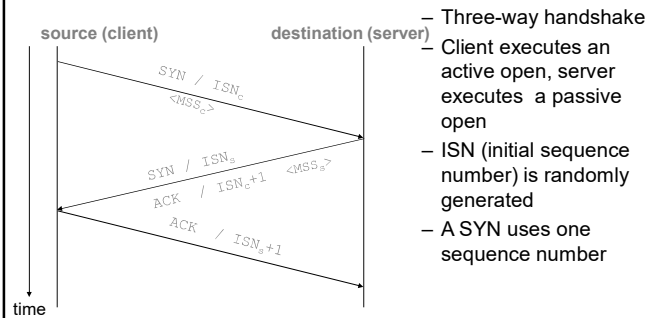 source (client)
destination (server)
SYN / ISNc
<MSSc>
SYN / ISNs
<MSSs>
ACK / ISNc+1
ACK / ISNs+1
time
– Three-way handshake
– Client executes an
active open, server
executes a passive
open
– ISN (initial sequence
number) is randomly
generated
– A SYN uses one
sequence number